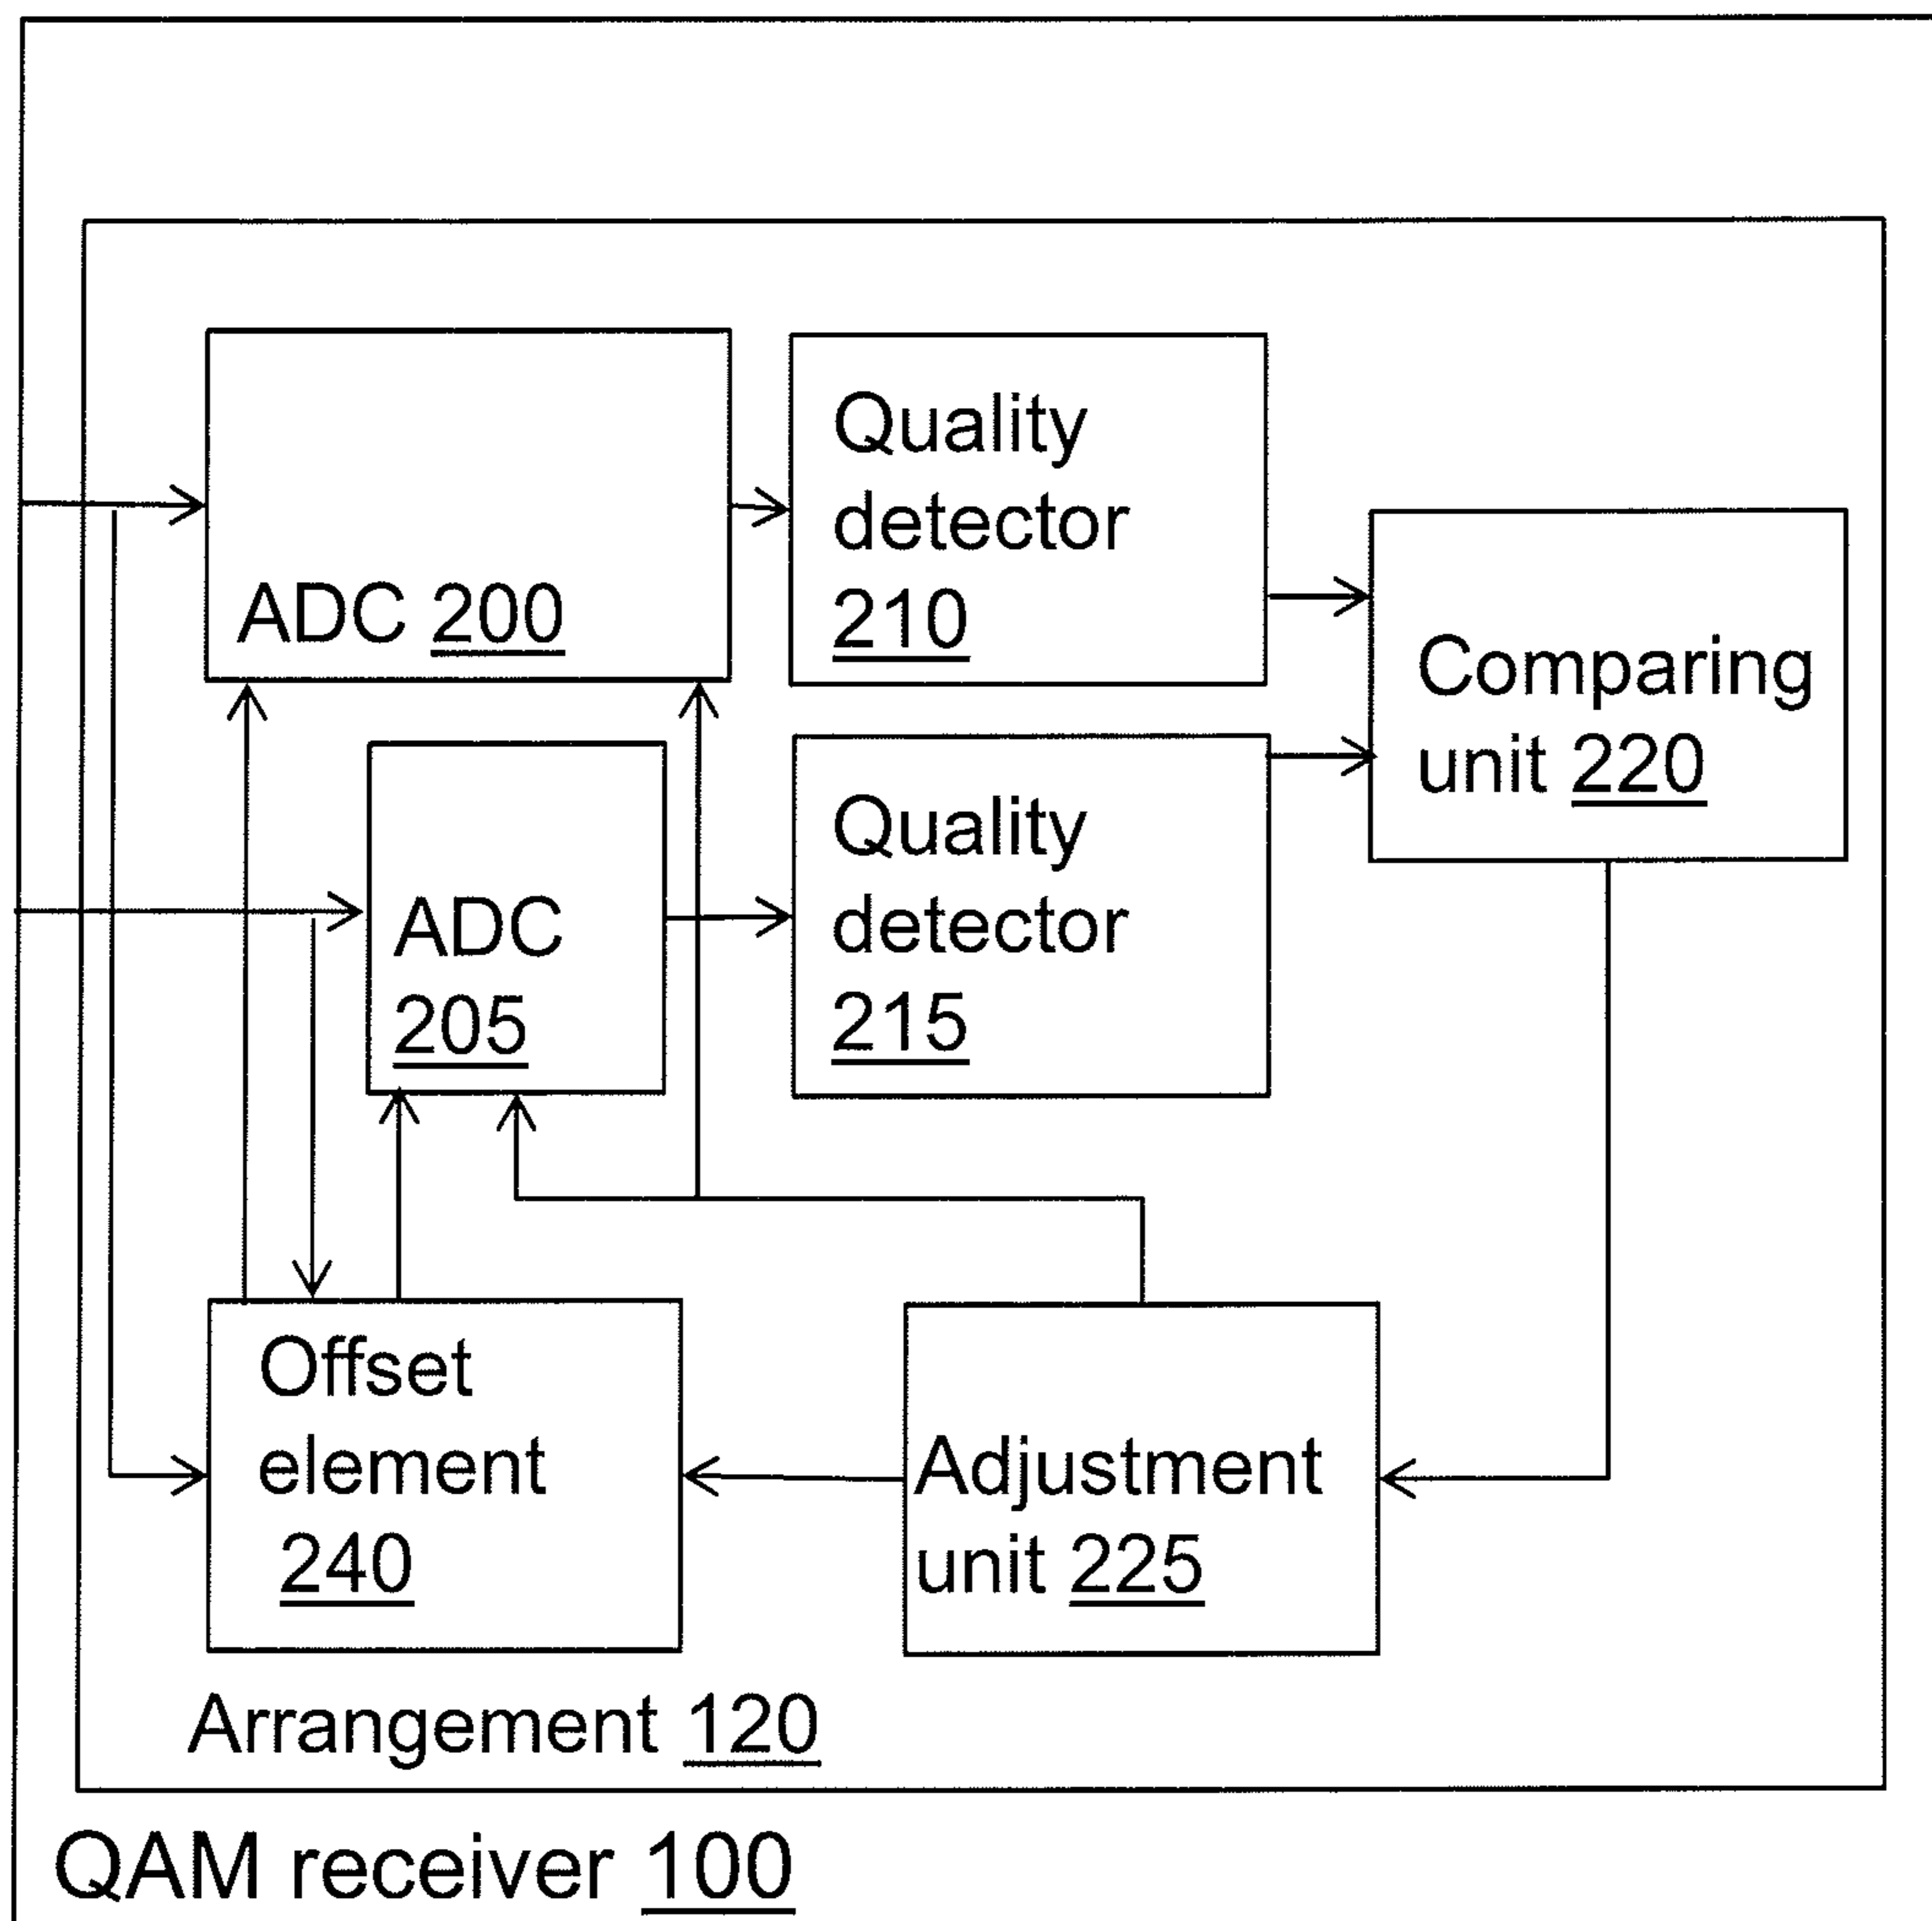 Quality
detector
210
ADC 200
Comparing
unit 220
Quality
detector
215
ADC
205
Offset
element
240
Adjustment
unit 225
Arrangement 120
QAM receiver 100